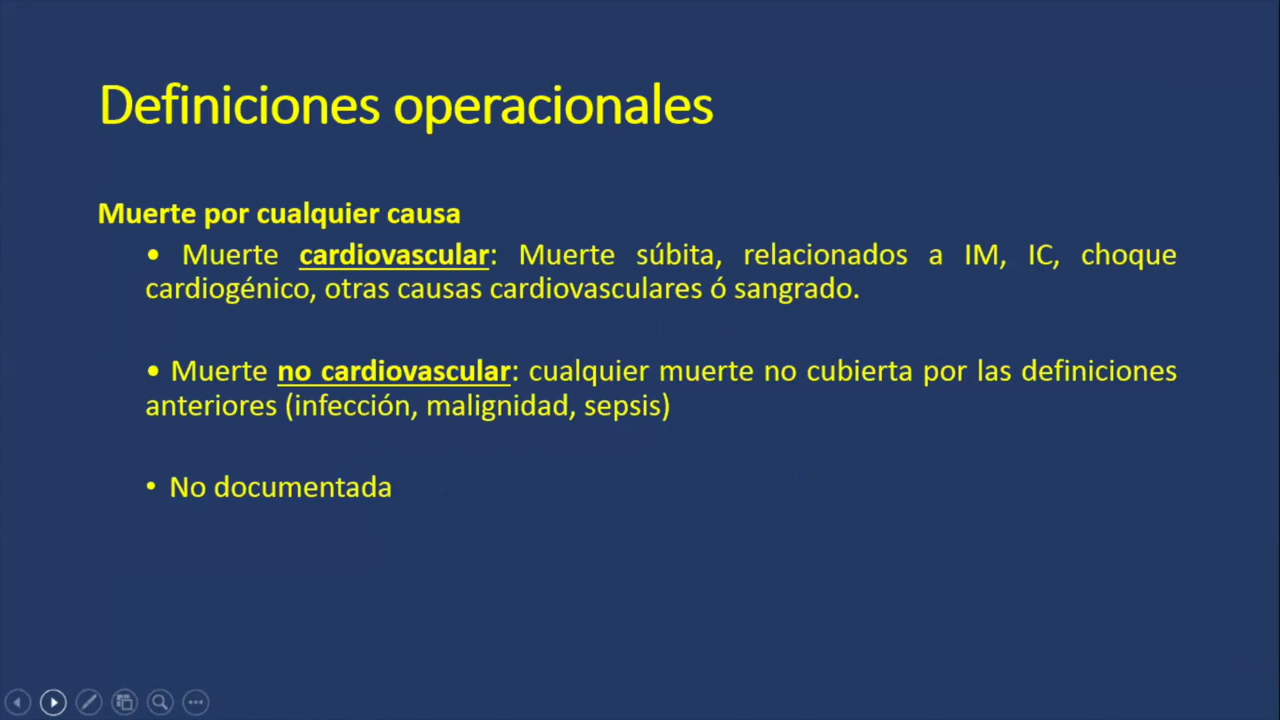 Definiciones operacionales
Muerte por cualquier causa
• Muerte cardiovascular: Muerte súbita, relacionados a IM, IC, choque
cardiogénico, otras causas cardiovasculares ó sangrado.
• Muerte no cardiovascular: cualquier muerte no cubierta por las definiciones
anteriores (infección, malignidad, sepsis)
• No documentada